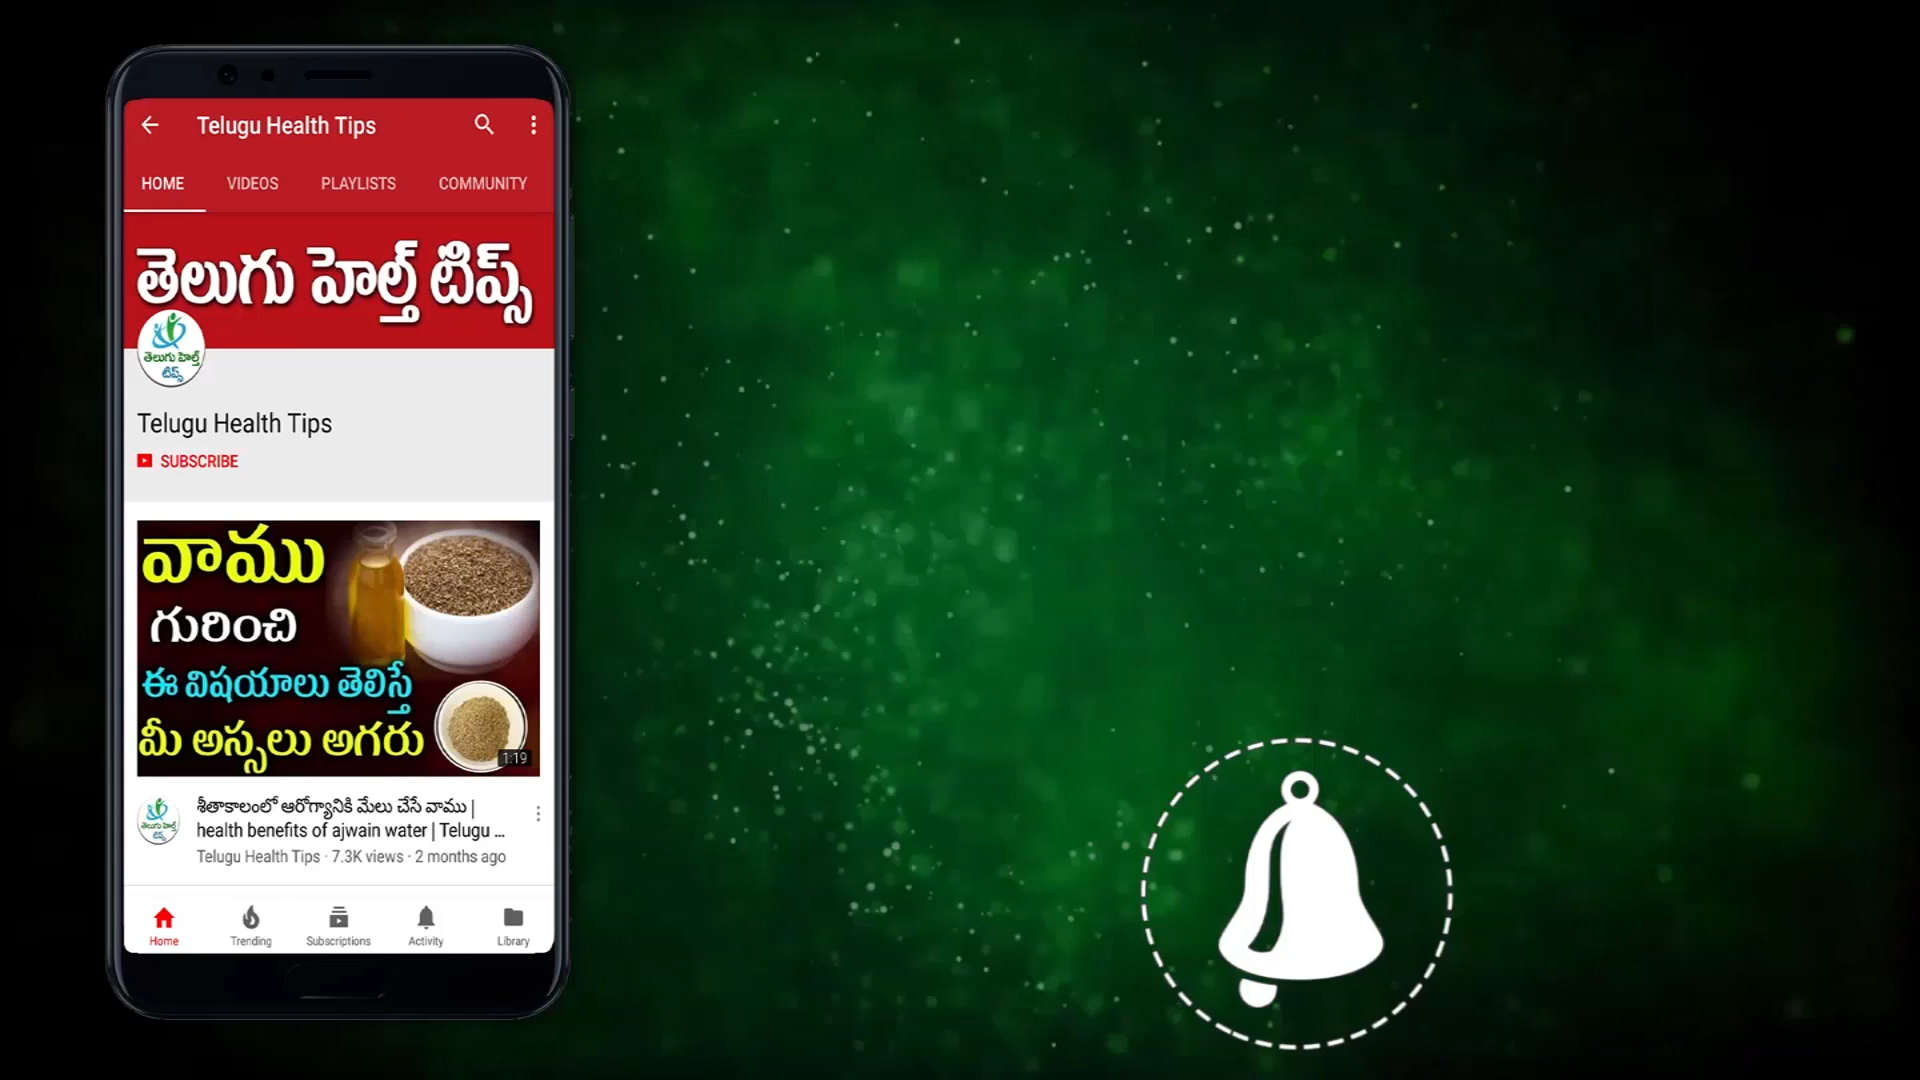 Telugu Health Tips
HOME VIDEOS PLAYLISTS COMMUNITY
తెలుగు హెల్త్ టిప్స్
తెలుగు హెల్త్
టిప్స్
Telugu Health Tips
SUBSCRIBE
వాము
గురించి
ఈ విషయాలు తెలిస్తే
మీ అస్సలు అగరు
1:19
తెలుగు హెల్త్
టిప్స్
శీతాకాలంలో ఆరోగ్యానికి మేలు చేసే వాము |
health benefits of ajwain water | Telugu ...
Telugu Health Tips · 7.3K views · 2 months ago
Home Trending Subscriptions Activity Library